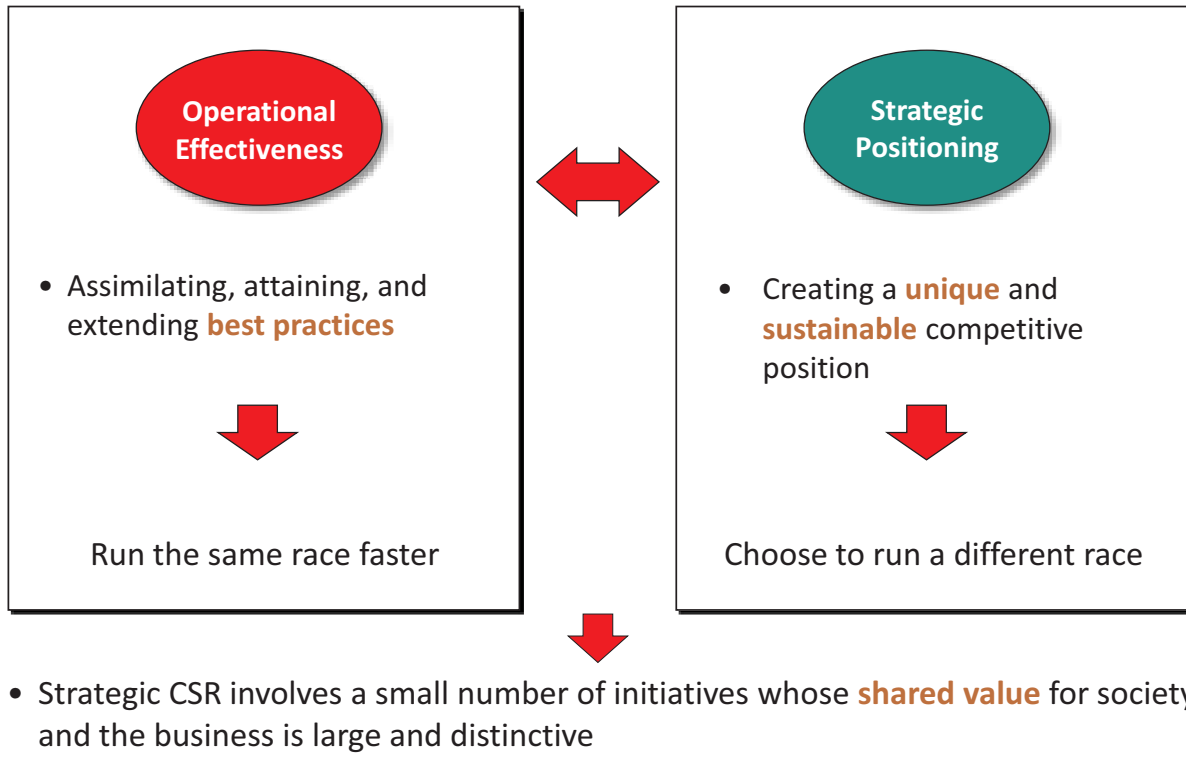 Operational
Effectiveness
• Assimilating, attaining, and
extending best practices
Run the same race faster
Strategic
Positioning
• Creating a unique and
sustainable competitive
position
Choose to run a different race
• Strategic CSR involves a small number of initiatives whose shared value for society
and the business is large and distinctive